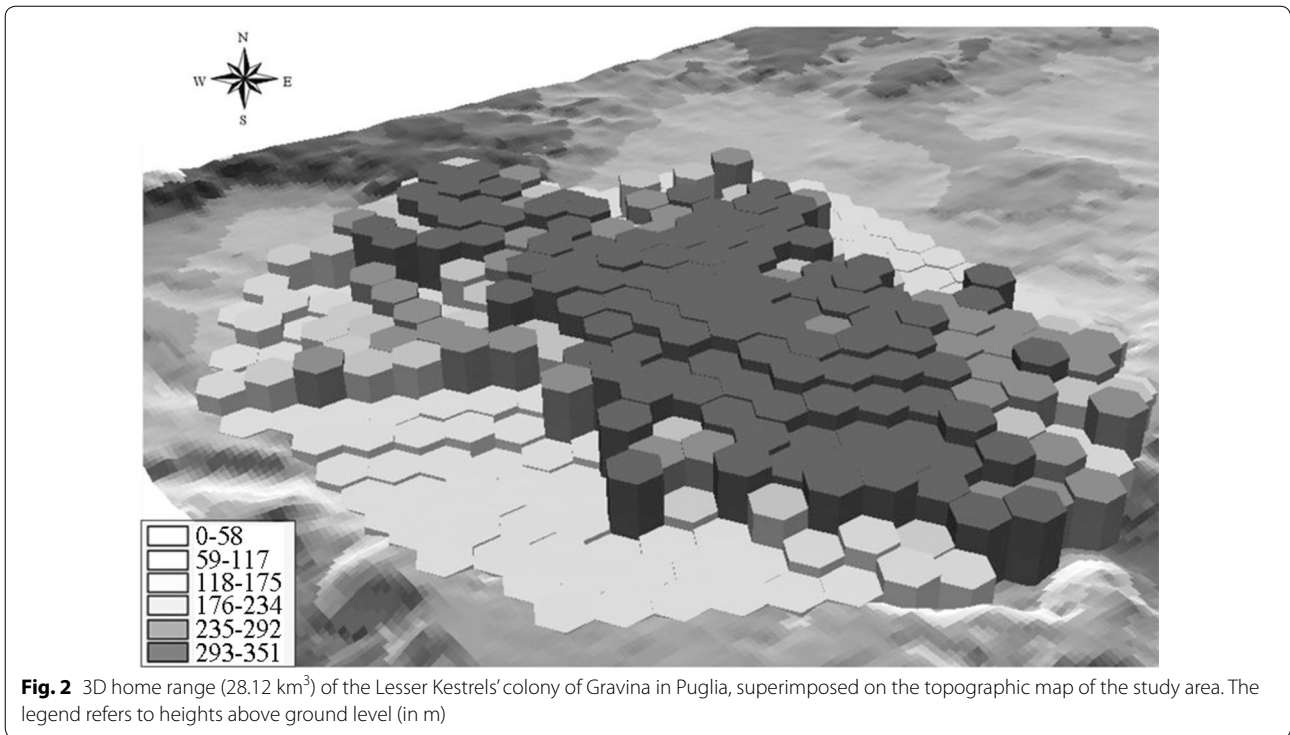 N
W E
S
0-58
59-117
118-175
176-234
235-292
293-351
Fig. 2 3D home range (28.12 km³) of the Lesser Kestrels' colony of Gravina in Puglia, superimposed on the topographic map of the study area. The
legend refers to heights above ground level (in m)